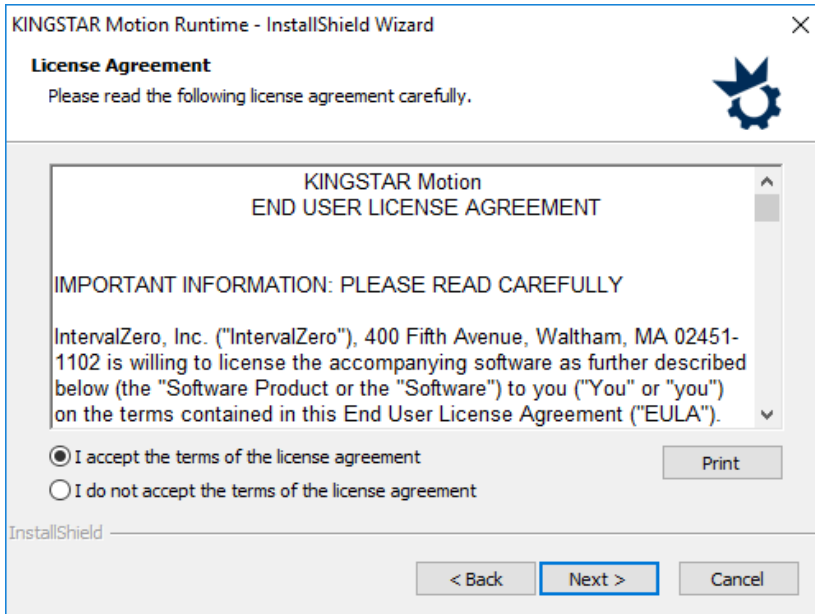 KINGSTAR Motion Runtime - InstallShield Wizard
License Agreement
Please read the following license agreement carefully.
KINGSTAR Motion
END USER LICENSE AGREEMENT
IMPORTANT INFORMATION: PLEASE READ CAREFULLY
IntervalZero, Inc. ("IntervalZero"), 400 Fifth Avenue, Waltham, MA 02451-
1102 is willing to license the accompanying software as further described
below (the "Software Product or the "Software") to you ("You" or "you")
on the terms contained in this End User License Agreement ("EULA").
I accept the terms of the license agreement
Print
I do not accept the terms of the license agreement
InstallShield
< Back
Next >
Cancel